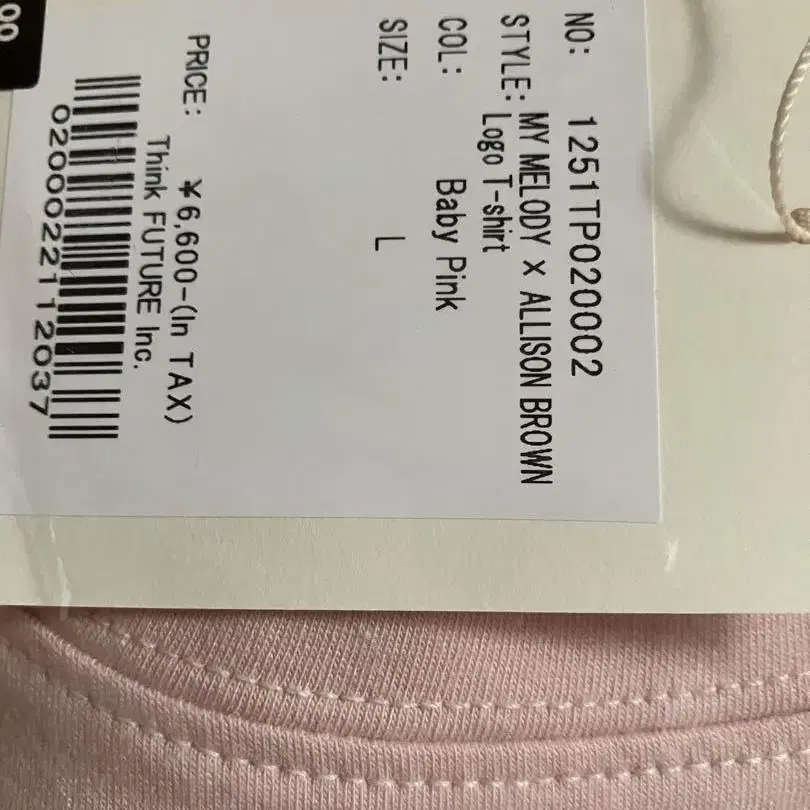 NO: 1251TP020002
STYLE: MY MELODY × ALLISON BROWN
Logo T-shirt
COL: Baby Pink
SIZE: L
PRICE: ¥6,600-(In TAX)
Think FUTURE Inc.
0200022112037
00